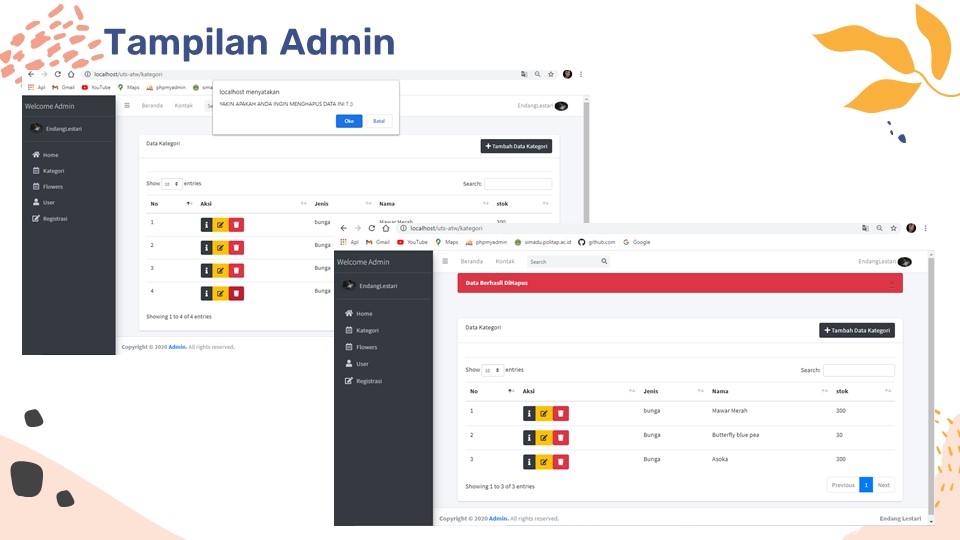 Tampilan Admin
localhost/uts-atw/kategori
Apl Gmail YouTube Maps phpmyadmin
localhost menyatakan
YAKIN APAKAH ANDA INGIN MENGHAPUS DATA INI ? :)
Oke Batal
Welcome Admin
Beranda Kontak
EndangLestari
EndangLestari
Home
Kategori
Flowers
User
Registrasi
Data Kategori
Tambah Data Kategori
Show 10 entries
Search:
No Aksi Jenis Nama stok
1 bunga Mawar Merah 300
2 Bunga
3 Bunga
4 Bunga
Showing 1 to 4 of 4 entries
Copyright © 2020 Admin. All rights reserved.
localhost/uts-atw/kategori
Apl Gmail YouTube Maps phpmyadmin simadu.politap.ac.id github.com Google
Welcome Admin
Beranda Kontak Search
EndangLestari
EndangLestari
Home
Kategori
Flowers
User
Registrasi
Data Berhasil DiHapus
Data Kategori
Tambah Data Kategori
Show 10 entries
Search:
No Aksi Jenis Nama stok
1 bunga Mawar Merah 300
2 Bunga Butterfly blue pea 30
3 Bunga Asoka 300
Showing 1 to 3 of 3 entries
Previous 1 Next
Copyright © 2020 Admin. All rights reserved.
Endang Lestari